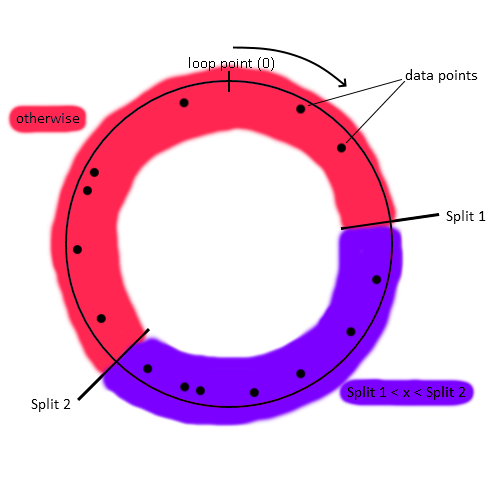 loop point (0)
data points
otherwise
Split 1
Split 1 < x < Split 2
Split 2